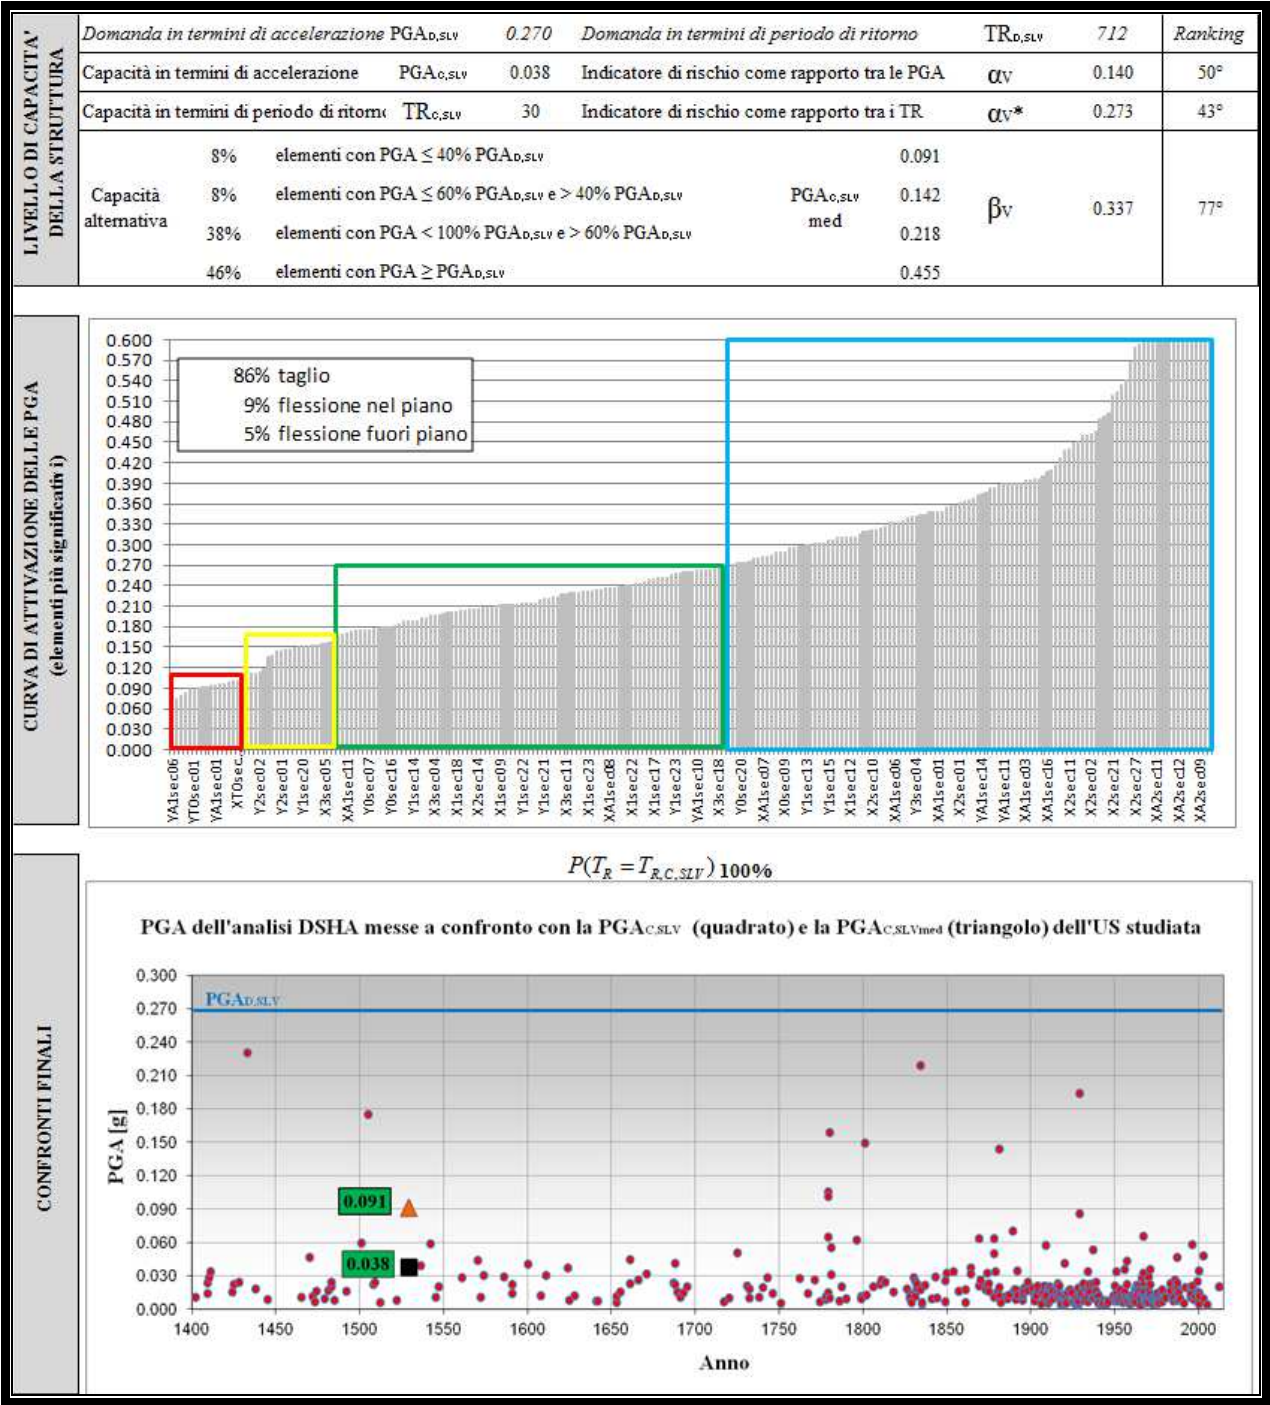 LIVELLO DI CAPACITA' DELLA STRUTTURA
Domanda in termini di accelerazione PGAD,SLV 0.270 Domanda in termini di periodo di ritorno TRD,SLV 712 Ranking
Capacità in termini di accelerazione PGAC,SLV 0.038 Indicatore di rischio come rapporto tra le PGA αV 0.140 50°
Capacità in termini di periodo di ritorno TRC,SLV 30 Indicatore di rischio come rapporto tra i TR αV* 0.273 43°
Capacità alternativa
8% elementi con PGA ≤ 40% PGAD,SLV 0.091
8% elementi con PGA ≤ 60% PGAD,SLV e > 40% PGAD,SLV 0.142
38% elementi con PGA < 100% PGAD,SLV e > 60% PGAD,SLV 0.218
46% elementi con PGA ≥ PGAD,SLV 0.455
PGAC,SLV med
βV 0.337 77°
CURVA DI ATTIVAZIONE DELLE PGA
(elementi più significativi)
0.600
0.570
0.540
0.510
0.480
0.450
0.420
0.390
0.360
0.330
0.300
0.270
0.240
0.210
0.180
0.150
0.120
0.090
0.060
0.030
0.000
86% taglio
9% flessione nel piano
5% flessione fuori piano
YA1sec06
YT0sec01
YA1sec01
XT0sec.
Y2sec02
Y2sec01
Y1sec20
X3sec05
XA1sec11
Y0sec07
Y0sec16
Y1sec14
X3sec04
X1sec18
X2sec14
X1sec09
Y1sec22
Y1sec21
X3sec11
X1sec23
XA1sec08
X1sec22
X1sec17
Y1sec23
YA1sec10
X3sec18
Y0sec20
XA1sec07
X0sec09
Y1sec13
Y1sec15
Y1sec12
X2sec10
XA1sec06
Y3sec04
XA1sec01
X2sec01
YA1sec14
YA1sec11
XA1sec03
XA1sec16
X2sec11
X2sec02
X2sec21
X2sec27
XA2sec11
XA2sec12
XA2sec09
CONFRONTI FINALI
P(TR = TR,C,SLV) 100%
PGA dell'analisi DSHA messe a confronto con la PGAC,SLV (quadrato) e la PGAC,SLVmed (triangolo) dell'US studiata
PGA [g]
0.300
0.270
0.240
0.210
0.180
0.150
0.120
0.090
0.060
0.030
0.000
PGAD,SLV
0.091
0.038
1400 1450 1500 1550 1600 1650 1700 1750 1800 1850 1900 1950 2000
Anno